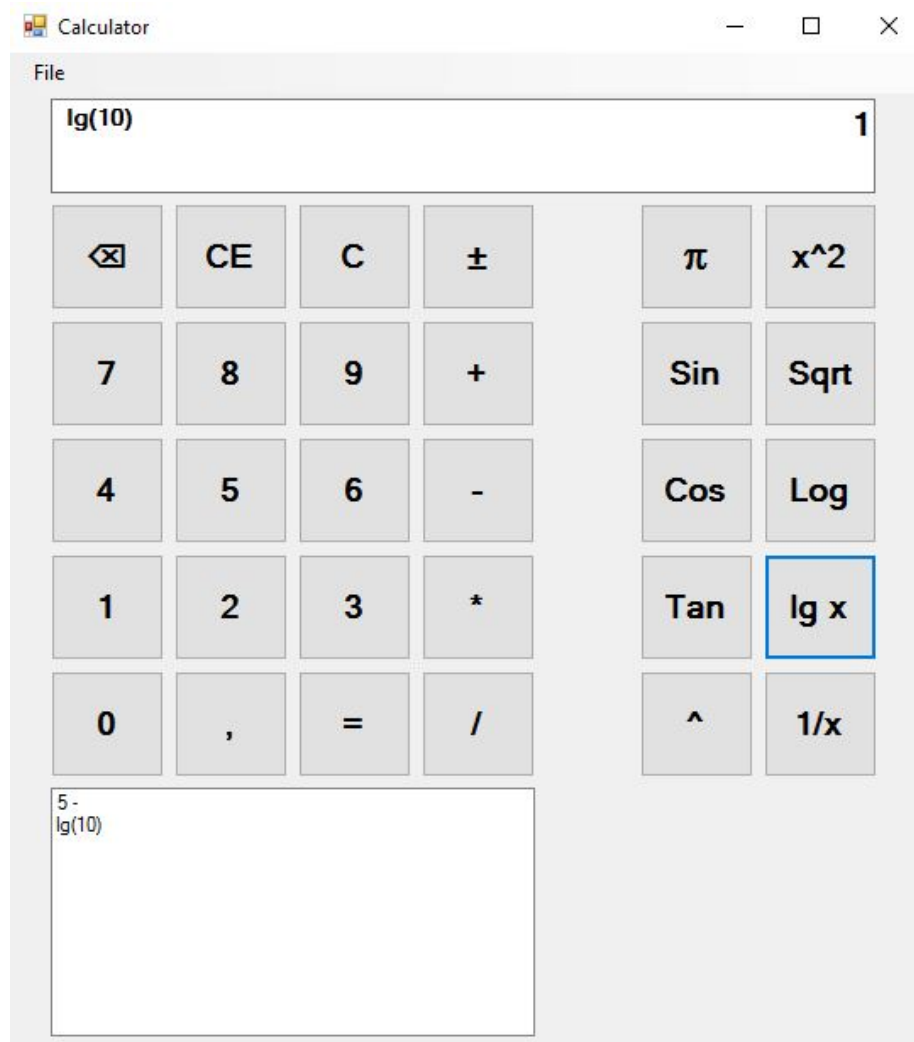 Calculator
File
lg(10) 1
⌫ CE C ± π x^2
7 8 9 + Sin Sqrt
4 5 6 - Cos Log
1 2 3 * Tan lg x
0 , = / ^ 1/x
5 -
lg(10)